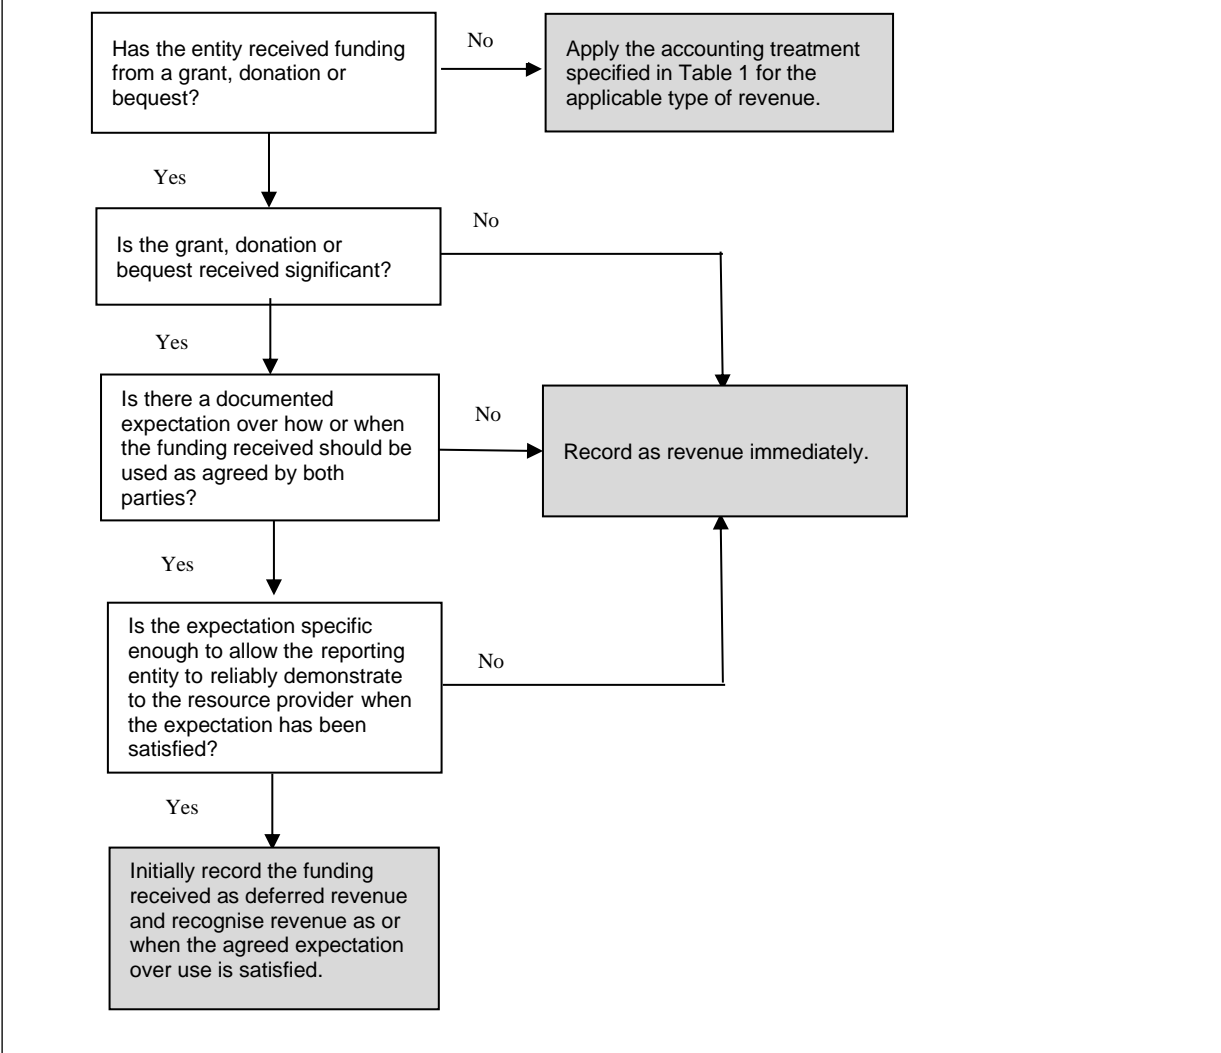 Has the entity received funding
from a grant, donation or
bequest?
No
Apply the accounting treatment
specified in Table 1 for the
applicable type of revenue.
Yes
Is the grant, donation or
bequest received significant?
No
Yes
Is there a documented
expectation over how or when
the funding received should be
used as agreed by both
parties?
No
Record as revenue immediately.
Yes
Is the expectation specific
enough to allow the reporting
entity to reliably demonstrate
to the resource provider when
the expectation has been
satisfied?
No
Yes
Initially record the funding
received as deferred revenue
and recognise revenue as or
when the agreed expectation
over use is satisfied.